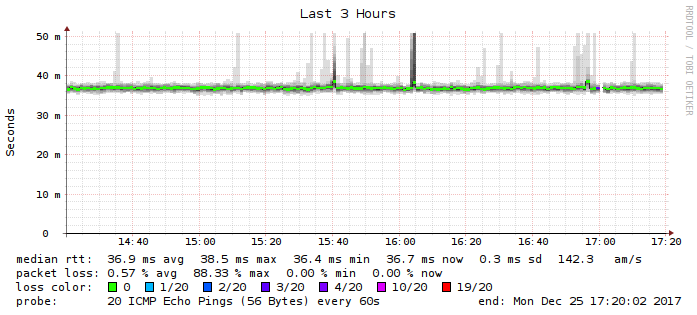 Last 3 Hours
RRDTOOL / TOBI OETIKER
Seconds
50 m
40 m
30 m
20 m
10 m
0
14:40 15:00 15:20 15:40 16:00 16:20 16:40 17:00 17:20
median rtt: 36.9 ms avg 38.5 ms max 36.4 ms min 36.7 ms now 0.3 ms sd 142.3 am/s
packet loss: 0.57 % avg 88.33 % max 0.00 % min 0.00 % now
loss color: 0 1/20 2/20 3/20 4/20 10/20 19/20
probe: 20 ICMP Echo Pings (56 Bytes) every 60s end: Mon Dec 25 17:20:02 2017